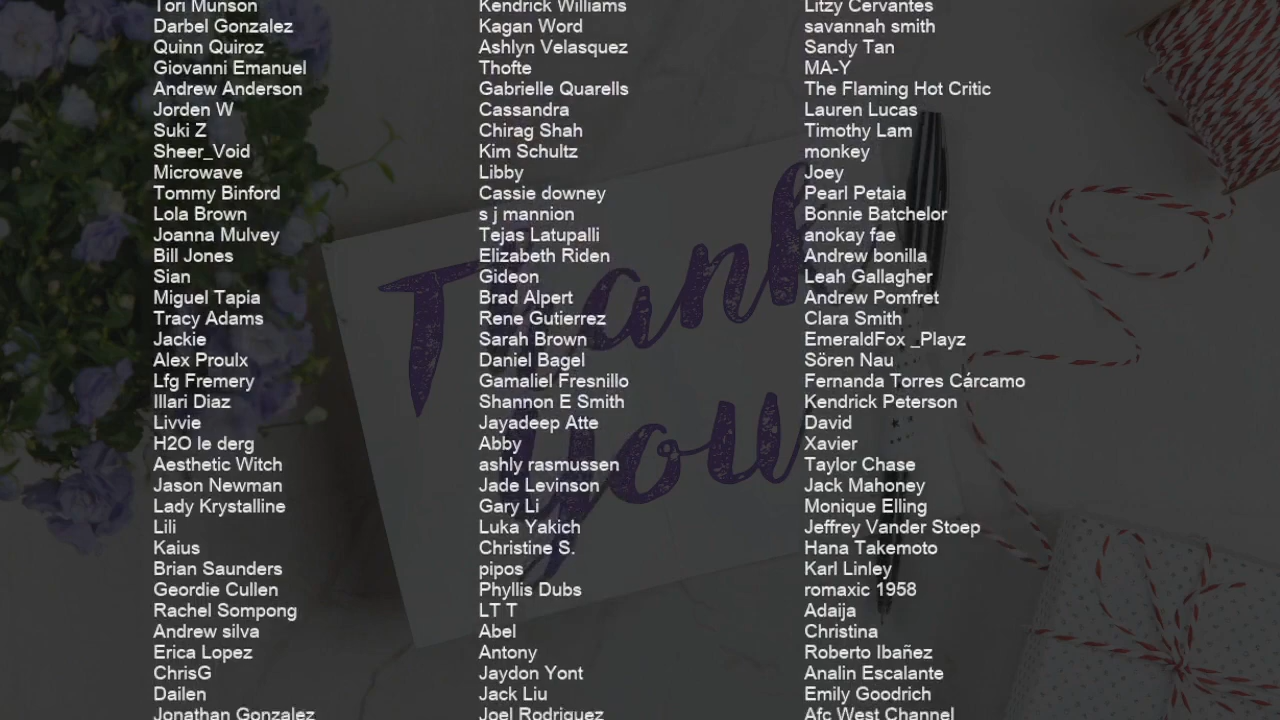 Tori Munson
Darbel Gonzalez
Quinn Quiroz
Giovanni Emanuel
Andrew Anderson
Jorden W
Suki Z
Sheer_Void
Microwave
Tommy Binford
Lola Brown
Joanna Mulvey
Bill Jones
Sian
Miguel Tapia
Tracy Adams
Jackie
Alex Proulx
Lfg Fremery
Illari Diaz
Livvie
H2O le derg
Aesthetic Witch
Jason Newman
Lady Krystalline
Lili
Kaius
Brian Saunders
Geordie Cullen
Rachel Sompong
Andrew silva
Erica Lopez
ChrisG
Dailen
Jonathan Gonzalez
Kendrick Williams
Kagan Word
Ashlyn Velasquez
Thofte
Gabrielle Quarells
Cassandra
Chirag Shah
Kim Schultz
Libby
Cassie downey
s j mannion
Tejas Latupalli
Elizabeth Riden
Gideon
Brad Alpert
Rene Gutierrez
Sarah Brown
Daniel Bagel
Gamaliel Fresnillo
Shannon E Smith
Jayadeep Atte
Abby
ashly rasmussen
Jade Levinson
Gary Li
Luka Yakich
Christine S.
pipos
Phyllis Dubs
LT T
Abel
Antony
Jaydon Yont
Jack Liu
Joel Rodriguez
Litzy Cervantes
savannah smith
Sandy Tan
MA-Y
The Flaming Hot Critic
Lauren Lucas
Timothy Lam
monkey
Joey
Pearl Petaia
Bonnie Batchelor
anokay fae
Andrew bonilla
Leah Gallagher
Andrew Pomfret
Clara Smith
EmeraldFox _Playz
Sören Nau
Fernanda Torres Cárcamo
Kendrick Peterson
David
Xavier
Taylor Chase
Jack Mahoney
Monique Elling
Jeffrey Vander Stoep
Hana Takemoto
Karl Linley
romaxic 1958
Adaija
Christina
Roberto Ibañez
Analin Escalante
Emily Goodrich
Afc West Channel
Thank
you